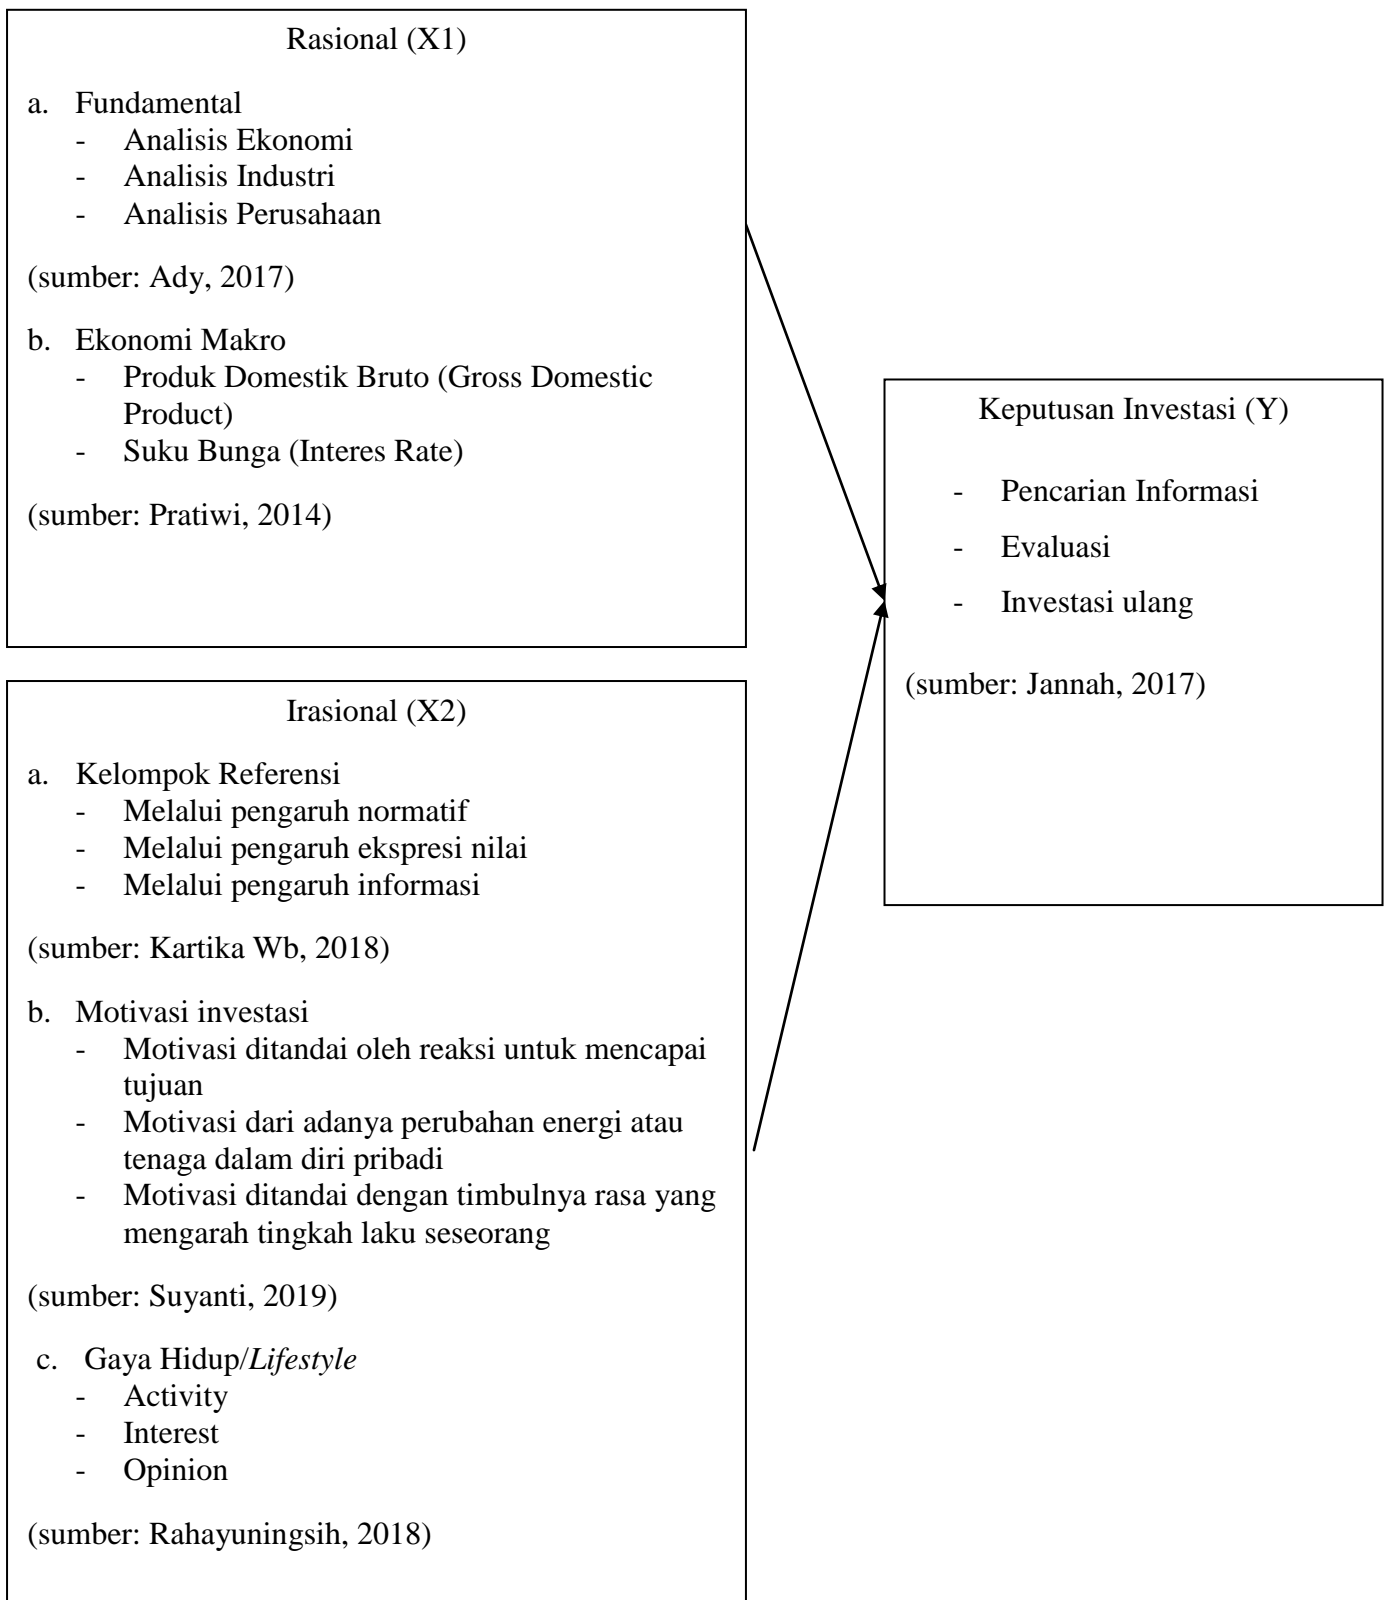 Rasional (X1)
a. Fundamental
- Analisis Ekonomi
- Analisis Industri
- Analisis Perusahaan
(sumber: Ady, 2017)
b. Ekonomi Makro
- Produk Domestik Bruto (Gross Domestic
Product)
- Suku Bunga (Interes Rate)
(sumber: Pratiwi, 2014)
Irasional (X2)
a. Kelompok Referensi
- Melalui pengaruh normatif
- Melalui pengaruh ekspresi nilai
- Melalui pengaruh informasi
(sumber: Kartika Wb, 2018)
b. Motivasi investasi
- Motivasi ditandai oleh reaksi untuk mencapai
tujuan
- Motivasi dari adanya perubahan energi atau
tenaga dalam diri pribadi
- Motivasi ditandai dengan timbulnya rasa yang
mengarah tingkah laku seseorang
(sumber: Suyanti, 2019)
c. Gaya Hidup/Lifestyle
- Activity
- Interest
- Opinion
(sumber: Rahayuningsih, 2018)
Keputusan Investasi (Y)
- Pencarian Informasi
- Evaluasi
- Investasi ulang
(sumber: Jannah, 2017)